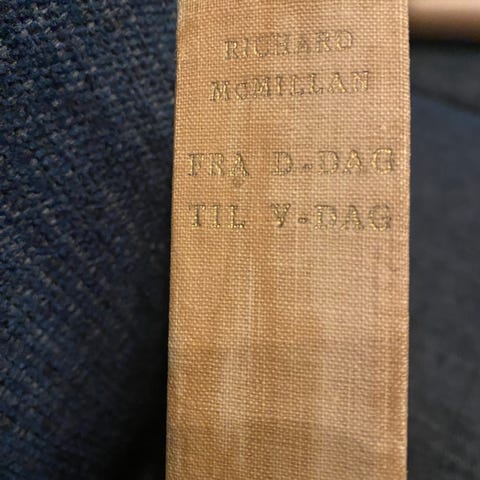 RICHARD
McMILLAN
FRA D-DAG
TIL V-DAG